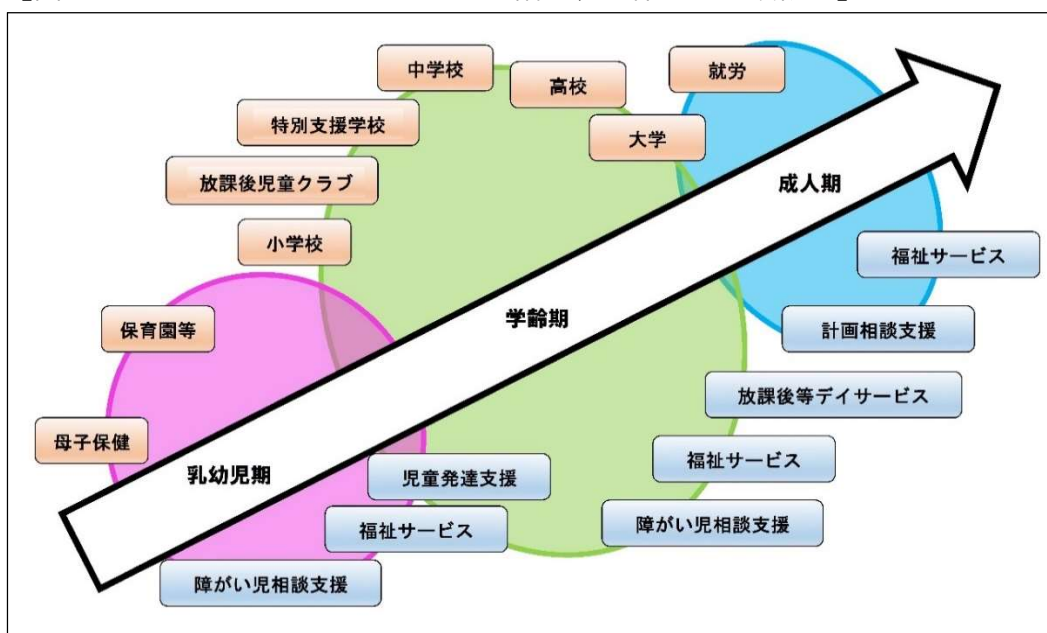 中学校
就労
高校
特別支援学校
大学
放課後児童クラブ
成人期
小学校
福祉サービス
保育園等
学齢期
計画相談支援
放課後等デイサービス
母子保健
乳幼児期
児童発達支援
福祉サービス
福祉サービス
障がい児相談支援
障がい児相談支援